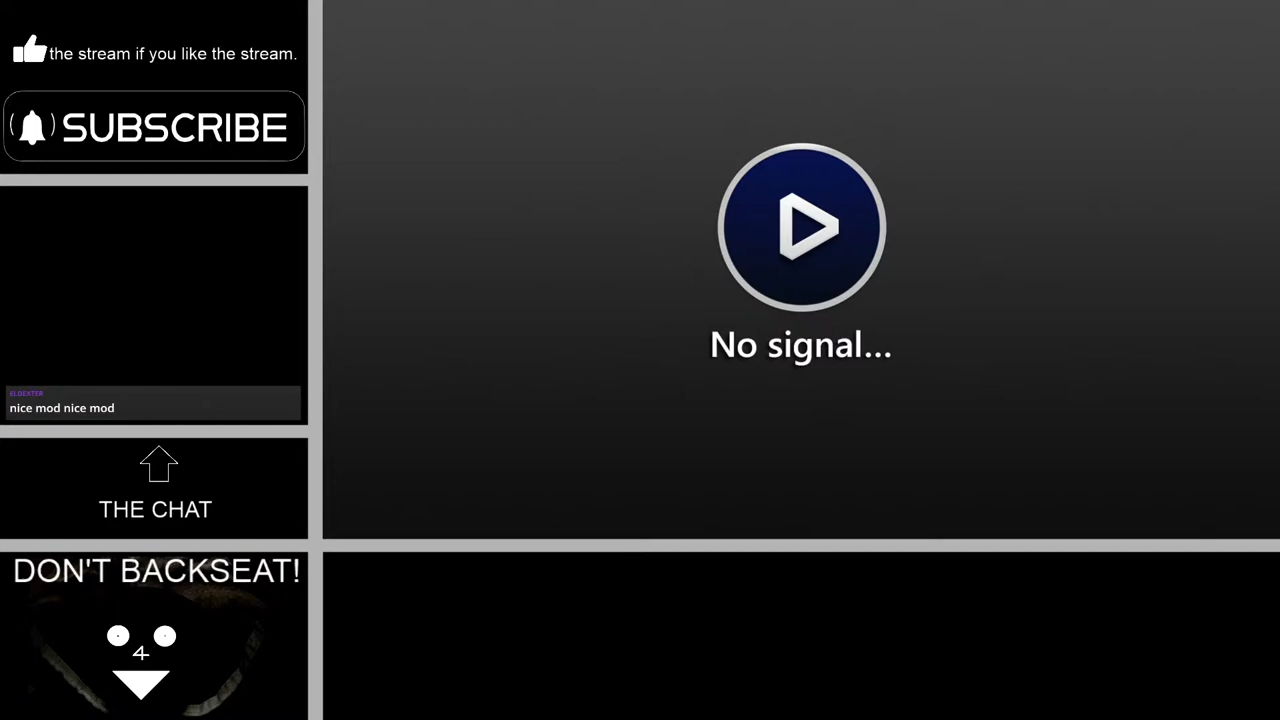 the stream if you like the stream.
SUBSCRIBE
ELDEXTER
nice mod nice mod
THE CHAT
DON'T BACKSEAT!
4
No signal...